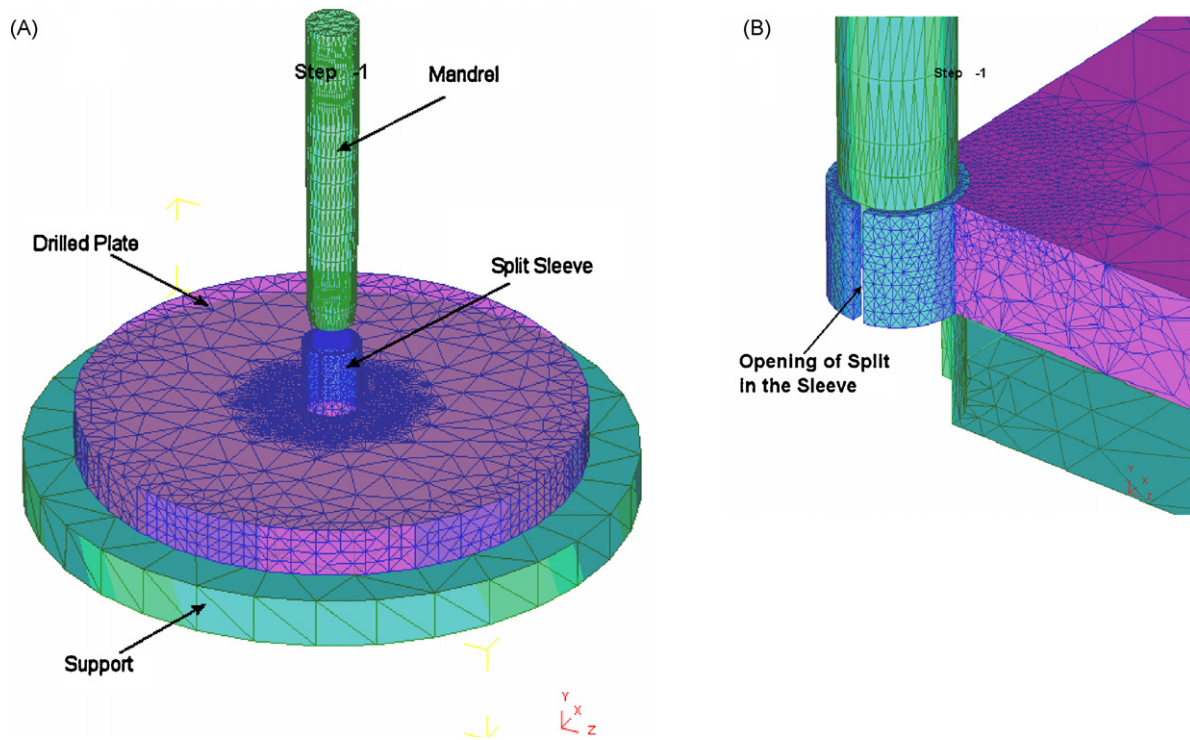 (A)
Step -1
Mandrel
Drilled Plate
Split Sleeve
Support
Y
X
Z
(B)
Step -1
Opening of Split
in the Sleeve
Y
X
Z